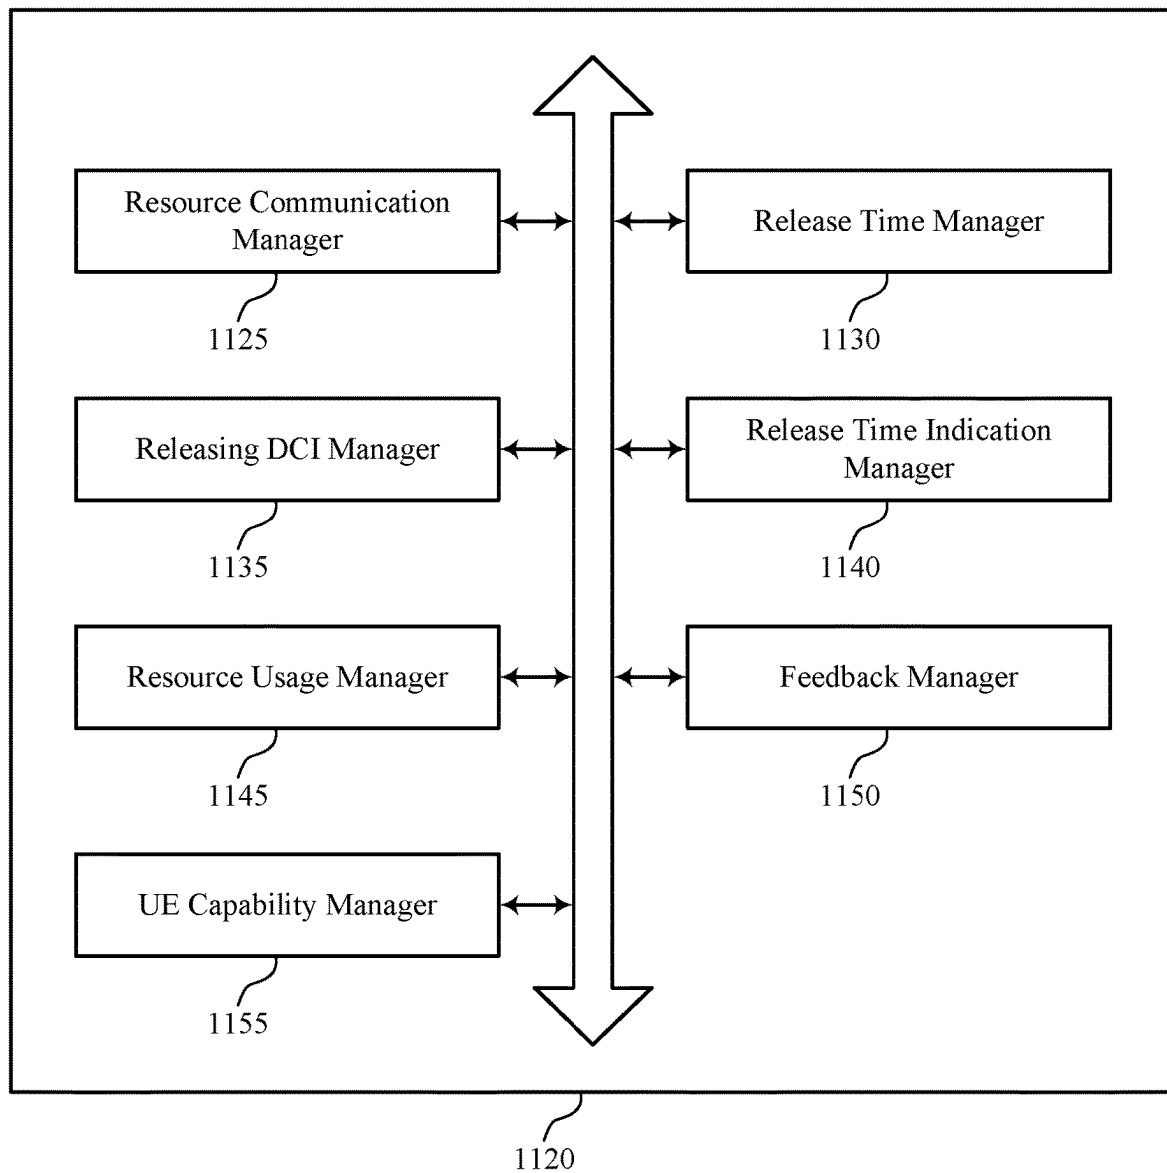 Resource Communication
Manager
1125
Release Time Manager
1130
Releasing DCI Manager
1135
Release Time Indication
Manager
1140
Resource Usage Manager
1145
Feedback Manager
1150
UE Capability Manager
1155
1120